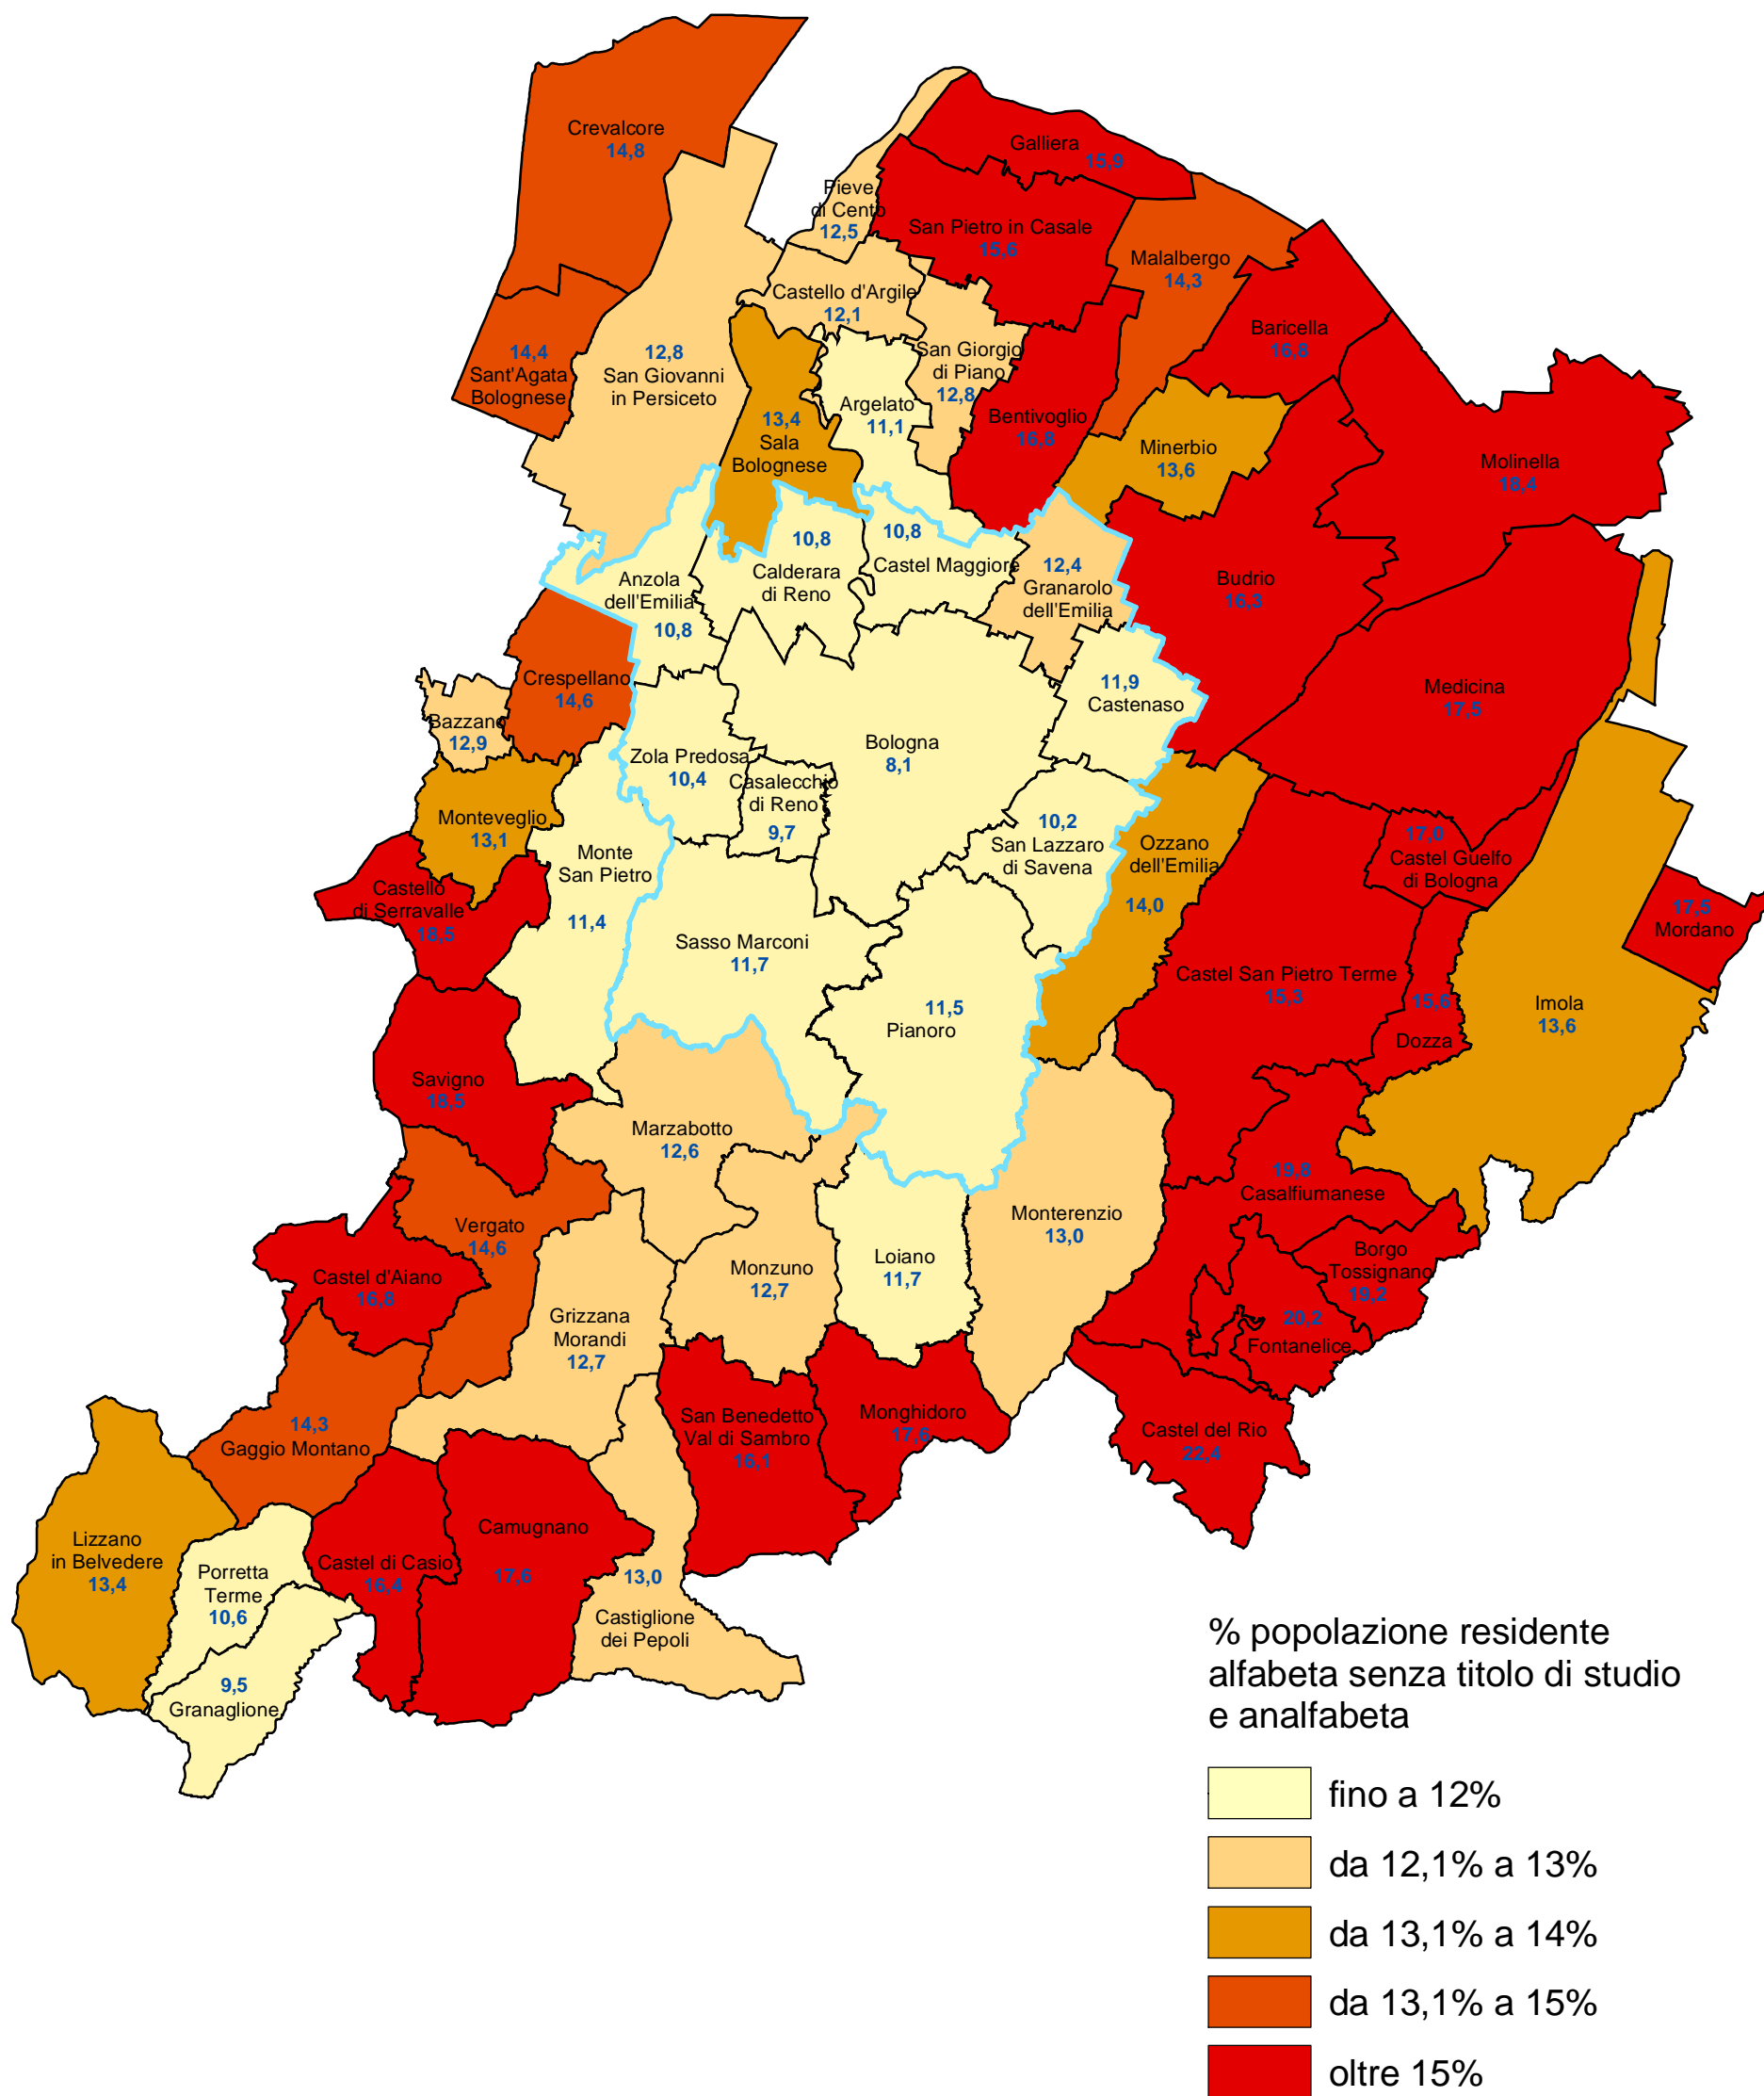 Crevalcore
14,8
Galliera
15,9
Pieve
di Cento
12,5
San Pietro in Casale
15,6
Malalbergo
14,3
Castello d'Argile
12,1
Baricella
16,8
14,4
Sant'Agata
Bolognese
12,8
San Giovanni
in Persiceto
San Giorgio
di Piano
12,8
Argelato
11,1
Bentivoglio
16,8
13,4
Sala
Bolognese
Minerbio
13,6
Molinella
18,4
10,8
Calderara
di Reno
10,8
Castel Maggiore
12,4
Granarolo
dell'Emilia
Anzola
dell'Emilia
10,8
Budrio
16,3
Crespellano
14,6
11,9
Castenaso
Medicina
17,5
Bazzano
12,9
Zola Predosa
10,4
Bologna
8,1
Casalecchio
di Reno
9,7
Monteveglio
13,1
10,2
San Lazzaro
di Savena
Ozzano
dell'Emilia
14,0
17,0
Castel Guelfo
di Bologna
Monte
San Pietro
11,4
Castello
di Serravalle
18,5
17,5
Mordano
Sasso Marconi
11,7
Castel San Pietro Terme
15,3
15,6
Dozza
Imola
13,6
11,5
Pianoro
Savigno
18,5
Marzabotto
12,6
19,8
Casalfiumanese
Vergato
14,6
Monterenzio
13,0
Borgo
Tossignano
19,2
Castel d'Aiano
16,8
Monzuno
12,7
Loiano
11,7
Grizzana
Morandi
12,7
20,2
Fontanelice
14,3
Gaggio Montano
San Benedetto
Val di Sambro
16,1
Monghidoro
17,6
Castel del Rio
22,4
Lizzano
in Belvedere
13,4
Porretta
Terme
10,6
Castel di Casio
16,4
Camugnano
17,6
13,0
Castiglione
dei Pepoli
9,5
Granaglione
% popolazione residente
alfabeta senza titolo di studio
e analfabeta
fino a 12%
da 12,1% a 13%
da 13,1% a 14%
da 13,1% a 15%
oltre 15%